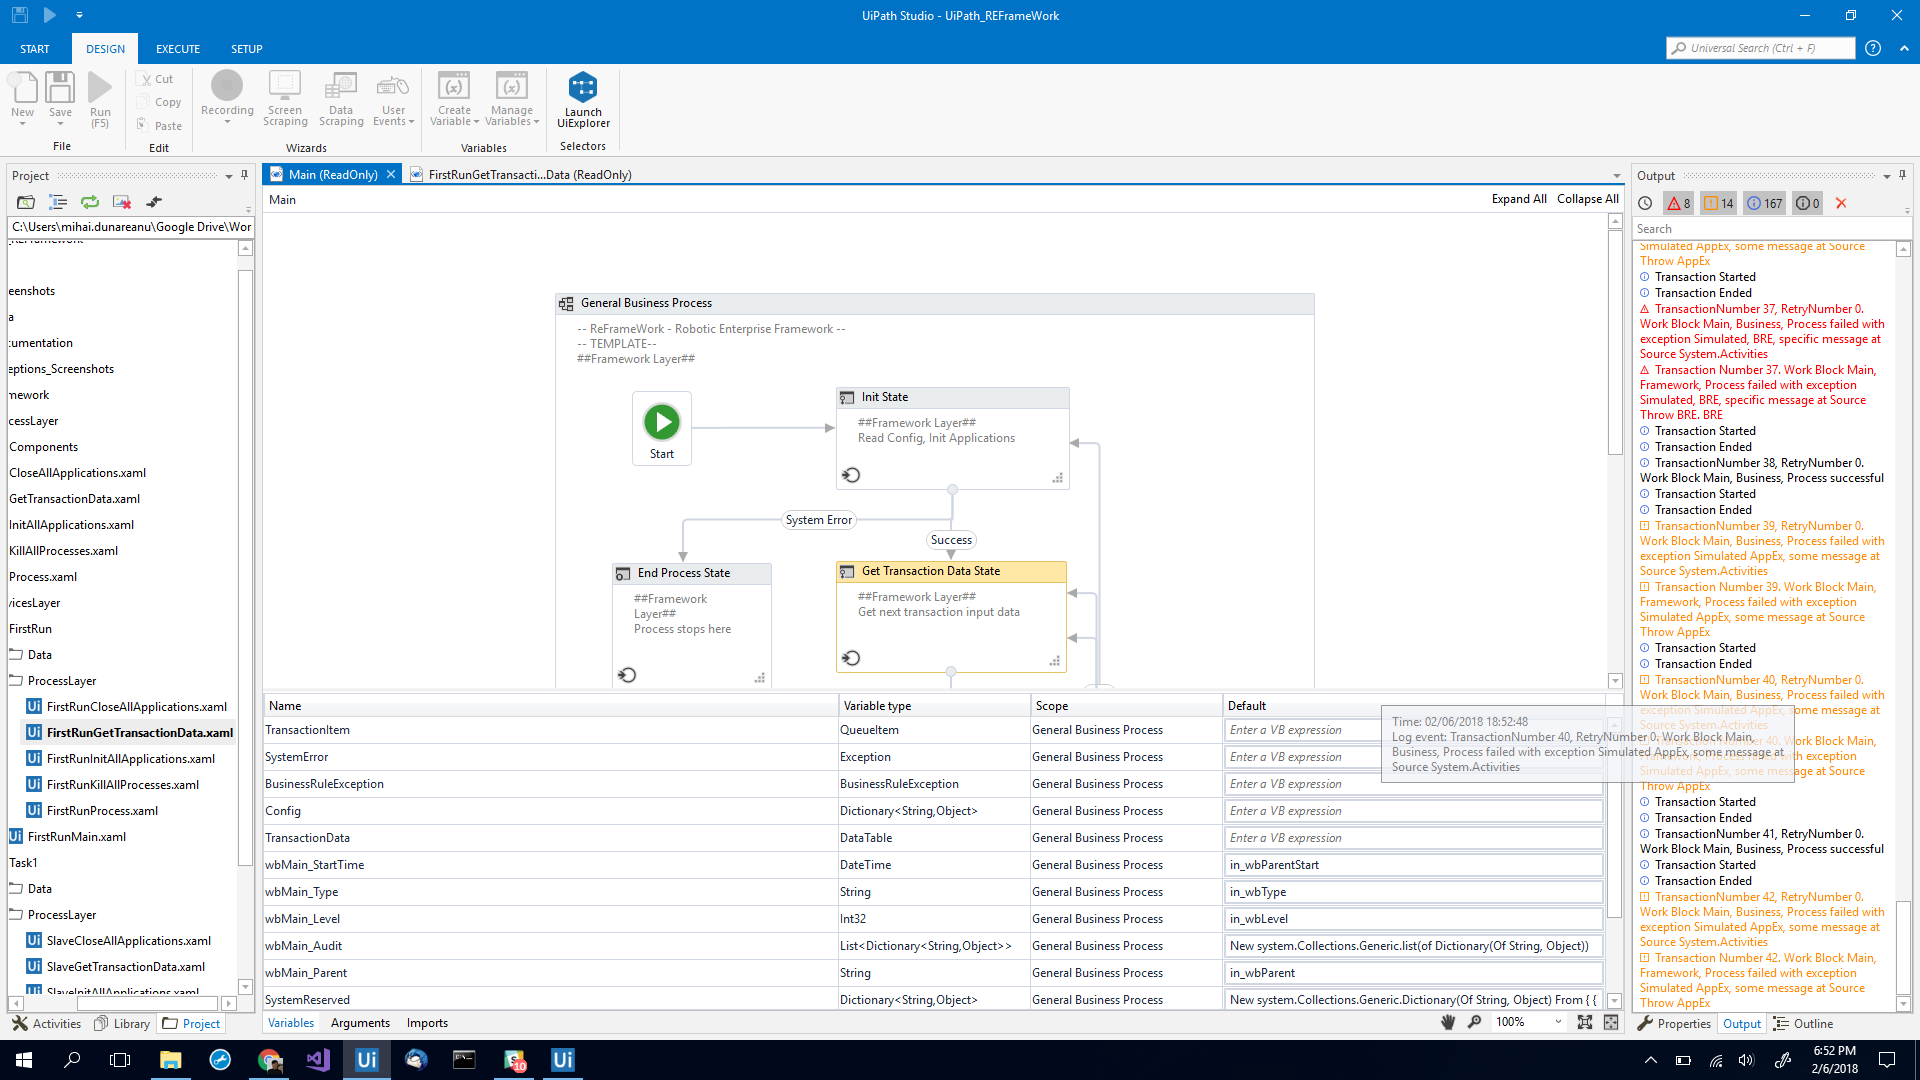 UiPath Studio - UiPath_REFrameWork
START
DESIGN
EXECUTE
SETUP
Universal Search (Ctrl + F)
New
Save
Run
(F5)
File
Cut
Copy
Paste
Edit
Recording
Screen
Scraping
Data
Scraping
User
Events
Wizards
Create
Variable
Manage
Variables
Variables
Launch
UiExplorer
Selectors
Project
C:\Users\mihai.dunareanu\Google Drive\Wor
_REFrameWork
eenshots
a
cumentation
eptions_Screenshots
mework
cessLayer
Components
CloseAllApplications.xaml
GetTransactionData.xaml
InitAllApplications.xaml
KillAllProcesses.xaml
Process.xaml
vicesLayer
FirstRun
Data
ProcessLayer
FirstRunCloseAllApplications.xaml
FirstRunGetTransactionData.xaml
FirstRunInitAllApplications.xaml
FirstRunKillAllProcesses.xaml
FirstRunProcess.xaml
FirstRunMain.xaml
Task1
Data
ProcessLayer
SlaveCloseAllApplications.xaml
SlaveGetTransactionData.xaml
SlaveInitAllApplications.xaml
Activities
Library
Project
Main (ReadOnly)
FirstRunGetTransacti...Data (ReadOnly)
Main
Expand All
Collapse All
General Business Process
-- ReFrameWork - Robotic Enterprise Framework --
-- TEMPLATE--
##Framework Layer##
Start
Init State
##Framework Layer##
Read Config, Init Applications
System Error
Success
End Process State
##Framework
Layer##
Process stops here
Get Transaction Data State
##Framework Layer##
Get next transaction input data
Name Variable type Scope Default
TransactionItem QueueItem General Business Process Enter a VB expression
SystemError Exception General Business Process Enter a VB expression
BusinessRuleException BusinessRuleException General Business Process Enter a VB expression
Config Dictionary<String,Object> General Business Process Enter a VB expression
TransactionData DataTable General Business Process Enter a VB expression
wbMain_StartTime DateTime General Business Process in_wbParentStart
wbMain_Type String General Business Process in_wbType
wbMain_Level Int32 General Business Process in_wbLevel
wbMain_Audit List<Dictionary<String,Object>> General Business Process New system.Collections.Generic.list(of Dictionary(Of String, Object))
wbMain_Parent String General Business Process in_wbParent
SystemReserved Dictionary<String,Object> General Business Process New system.Collections.Generic.Dictionary(Of String, Object) From { {
Variables
Arguments
Imports
100%
Time: 02/06/2018 18:52:48
Log event: TransactionNumber 40, RetryNumber 0. Work Block Main,
Business, Process failed with exception Simulated AppEx, some message at
Source System.Activities
Output
8
14
167
0
Search
Simulated AppEx, some message at Source
Throw AppEx
Transaction Started
Transaction Ended
TransactionNumber 37, RetryNumber 0.
Work Block Main, Business, Process failed with
exception Simulated, BRE, specific message at
Source System.Activities
Transaction Number 37. Work Block Main,
Framework, Process failed with exception
Simulated, BRE, specific message at Source
Throw BRE. BRE
Transaction Started
Transaction Ended
TransactionNumber 38, RetryNumber 0.
Work Block Main, Business, Process successful
Transaction Started
Transaction Ended
TransactionNumber 39, RetryNumber 0.
Work Block Main, Business, Process failed with
exception Simulated AppEx, some message at
Source System.Activities
Transaction Number 39. Work Block Main,
Framework, Process failed with exception
Simulated AppEx, some message at Source
Throw AppEx
Transaction Started
Transaction Ended
TransactionNumber 40, RetryNumber 0.
Work Block Main, Business, Process failed with
exception Simulated AppEx, some message at
Source System.Activities
Transaction Number 40. Work Block Main,
Framework, Process failed with exception
Simulated AppEx, some message at Source
Throw AppEx
Transaction Started
Transaction Ended
TransactionNumber 41, RetryNumber 0.
Work Block Main, Business, Process successful
Transaction Started
Transaction Ended
TransactionNumber 42, RetryNumber 0.
Work Block Main, Business, Process failed with
exception Simulated AppEx, some message at
Source System.Activities
Transaction Number 42. Work Block Main,
Framework, Process failed with exception
Simulated AppEx, some message at Source
Throw AppEx
Properties
Output
Outline
10
6:52 PM
2/6/2018